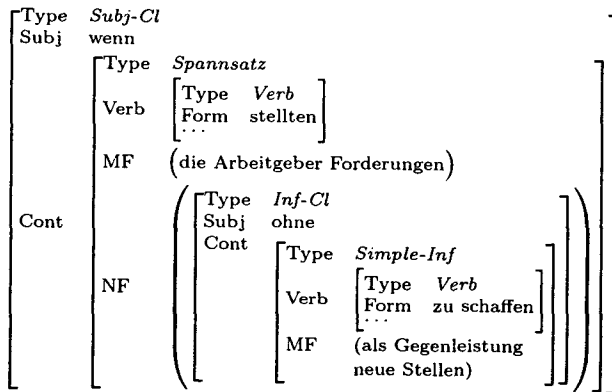 Type Subj-Cl
Subj wenn
Type Spannsatz
Verb Type Verb
Form stellten
...
MF (die Arbeitgeber Forderungen)
Cont
NF
Type Inf-Cl
Subj ohne
Cont Type Simple-Inf
Verb Type Verb
Form zu schaffen
...
MF (als Gegenleistung
neue Stellen)